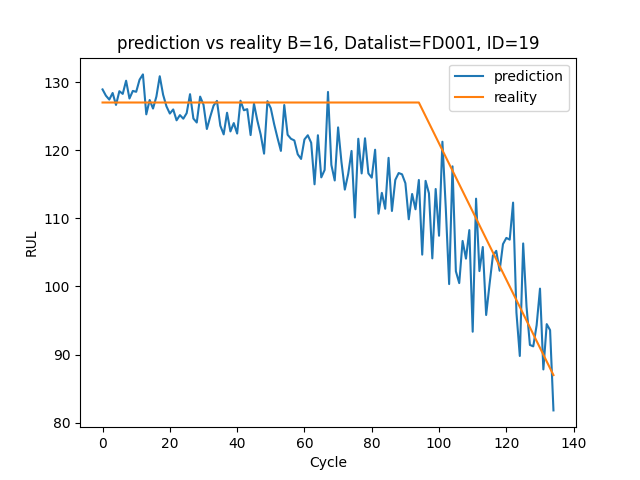 prediction vs reality B=16, Datalist=FD001, ID=19
prediction
reality
RUL
130
120
110
100
90
80
0 20 40 60 80 100 120 140
Cycle